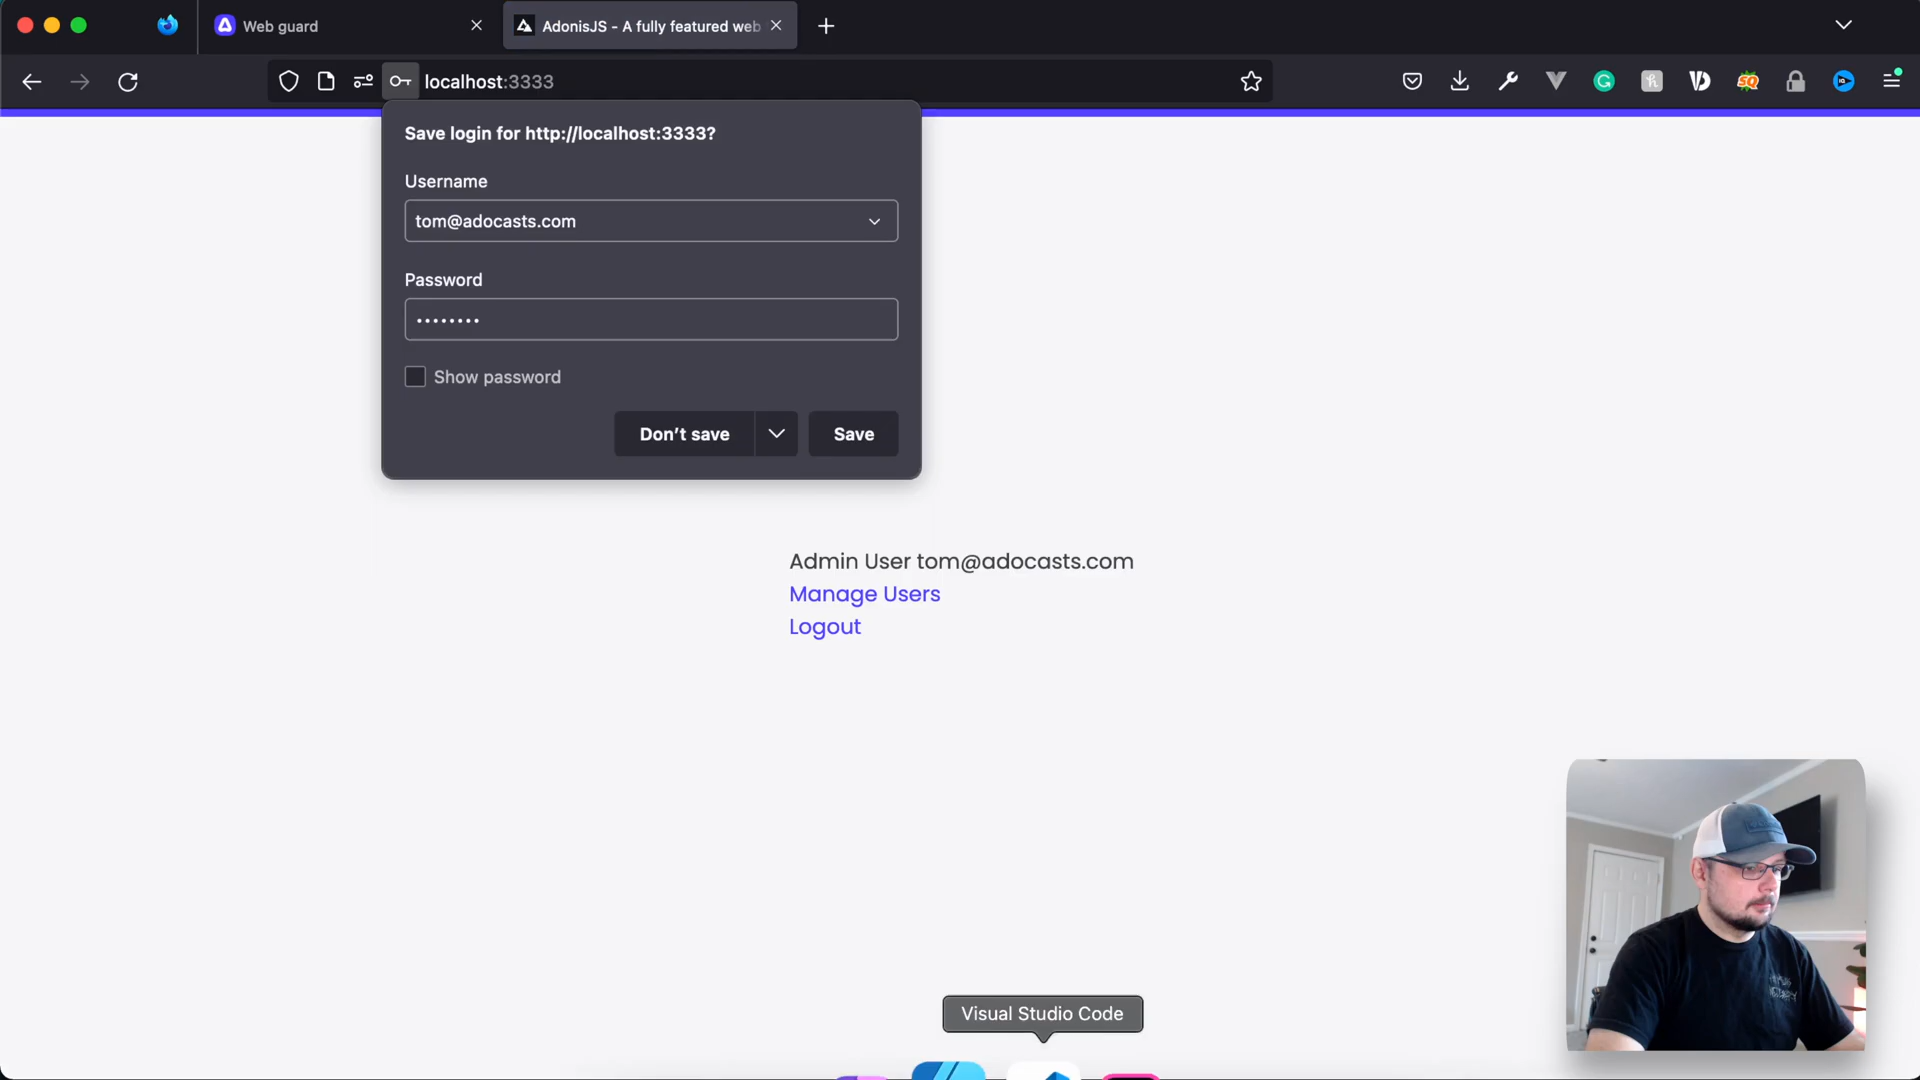 Web guard
AdonisJS - A fully featured web
localhost:3333
Save login for http://localhost:3333?
Username
tom@adocasts.com
Password
Show password
Don't save
Save
Admin User tom@adocasts.com
Manage Users
Logout
Visual Studio Code